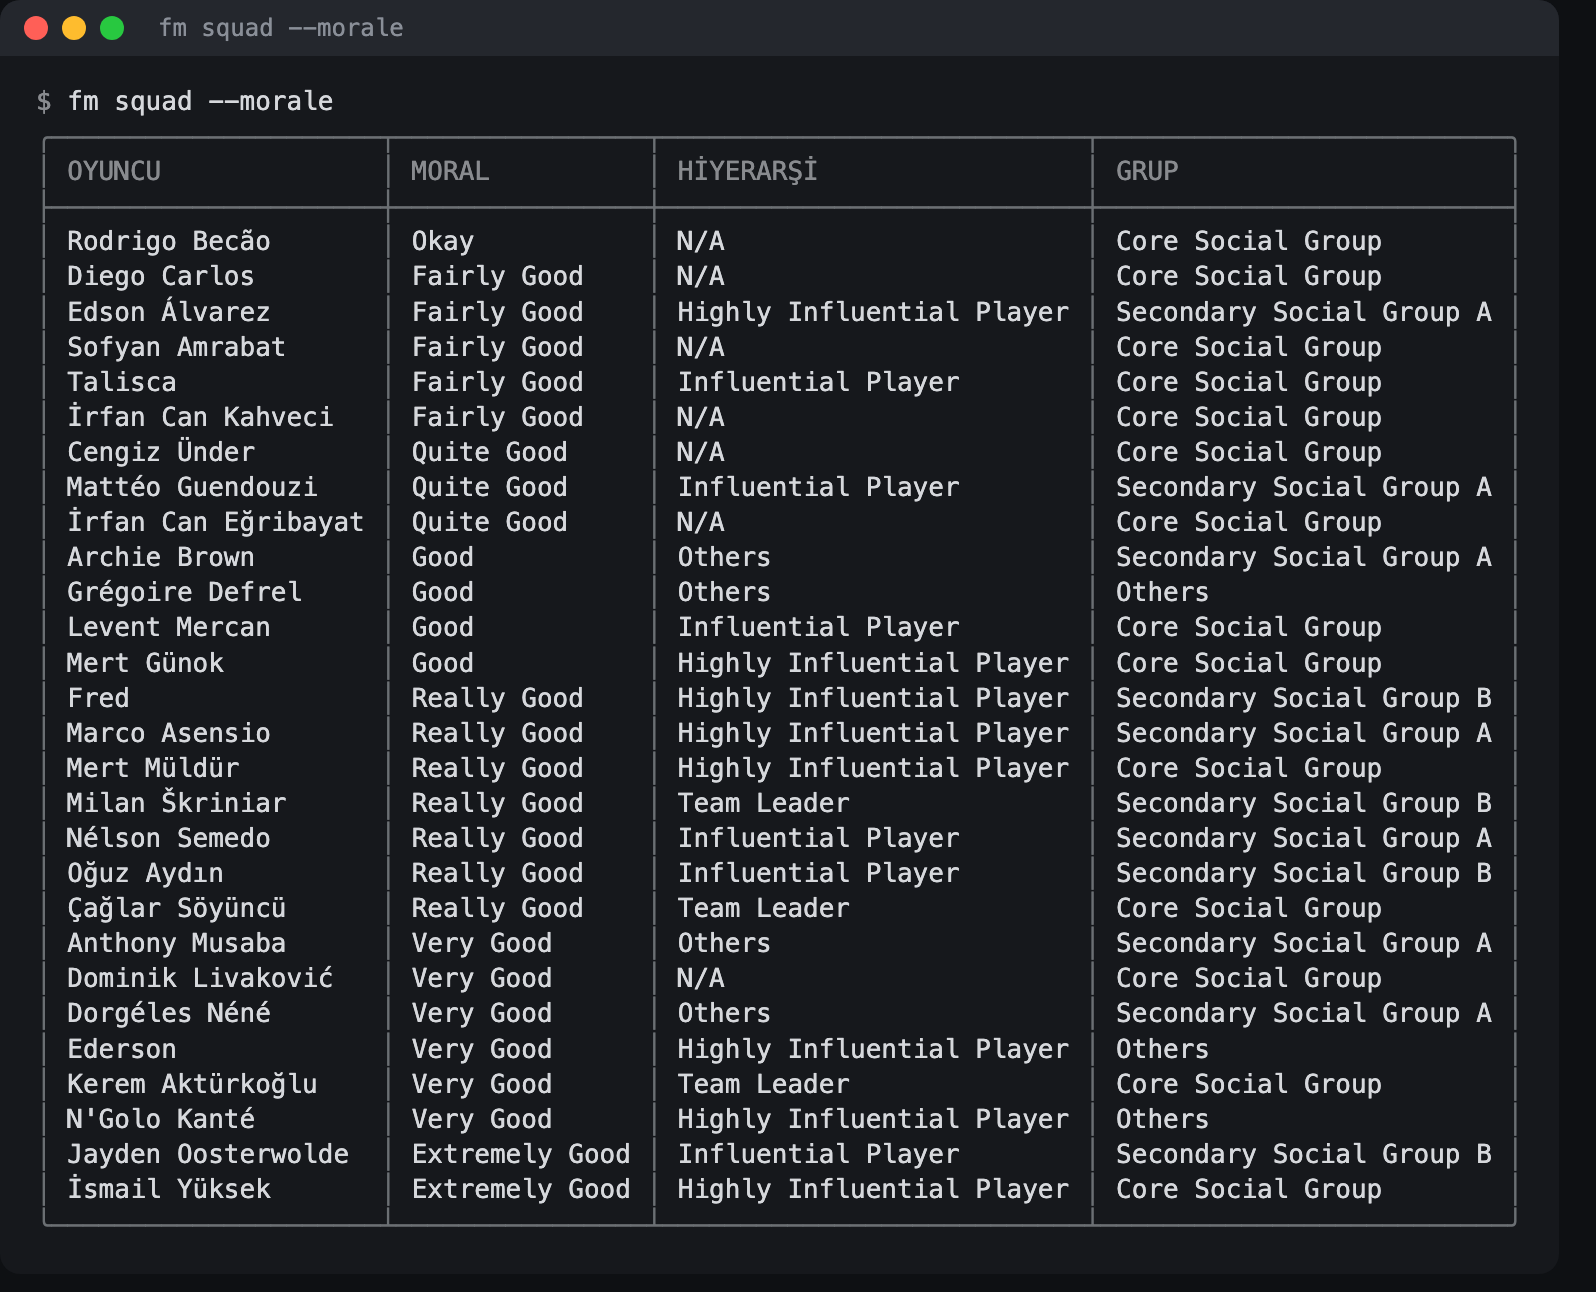 fm squad --morale
$ fm squad --morale
OYUNCU MORAL HİYERARŞİ GRUP
Rodrigo Becão Okay N/A Core Social Group
Diego Carlos Fairly Good N/A Core Social Group
Edson Álvarez Fairly Good Highly Influential Player Secondary Social Group A
Sofyan Amrabat Fairly Good N/A Core Social Group
Talisca Fairly Good Influential Player Core Social Group
İrfan Can Kahveci Fairly Good N/A Core Social Group
Cengiz Ünder Quite Good N/A Core Social Group
Mattéo Guendouzi Quite Good Influential Player Secondary Social Group A
İrfan Can Eğribayat Quite Good N/A Core Social Group
Archie Brown Good Others Secondary Social Group A
Grégoire Defrel Good Others Others
Levent Mercan Good Influential Player Core Social Group
Mert Günok Good Highly Influential Player Core Social Group
Fred Really Good Highly Influential Player Secondary Social Group B
Marco Asensio Really Good Highly Influential Player Secondary Social Group A
Mert Müldür Really Good Highly Influential Player Core Social Group
Milan Škriniar Really Good Team Leader Secondary Social Group B
Nélson Semedo Really Good Influential Player Secondary Social Group A
Oğuz Aydın Really Good Influential Player Secondary Social Group B
Çağlar Söyüncü Really Good Team Leader Core Social Group
Anthony Musaba Very Good Others Secondary Social Group A
Dominik Livaković Very Good N/A Core Social Group
Dorgéles Néné Very Good Others Secondary Social Group A
Ederson Very Good Highly Influential Player Others
Kerem Aktürkoğlu Very Good Team Leader Core Social Group
N'Golo Kanté Very Good Highly Influential Player Others
Jayden Oosterwolde Extremely Good Influential Player Secondary Social Group B
İsmail Yüksek Extremely Good Highly Influential Player Core Social Group